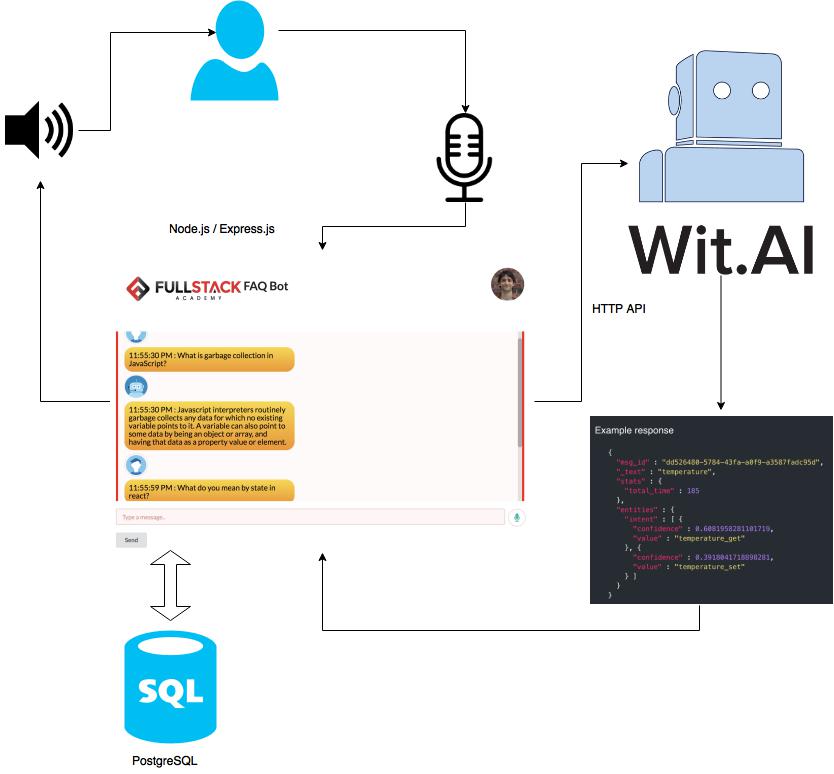 Node.js / Express.js
FULLSTACK FAQ Bot
ACADEMY
Wit.AI
HTTP API
11:55:30 PM : What is garbage collection in
JavaScript?
11:55:30 PM : Javascript interpreters routinely
garbage collects any data for which no existing
variable points to it. A variable can also point to
some data by being an object or array, and
having that data as a property value or element.
11:55:59 PM : What do you mean by state in
react?
Type a message..
Send
Example response
{
"msg_id" : "dd526480-5784-43fa-a0f9-a3587fadc95d",
"_text" : "temperature",
"stats" : {
"total_time" : 185
},
"entities" : {
"intent" : [ {
"confidence" : 0.6081958281101719,
"value" : "temperature_get"
}, {
"confidence" : 0.3918041718898281,
"value" : "temperature_set"
} ]
}
}
SQL
PostgreSQL